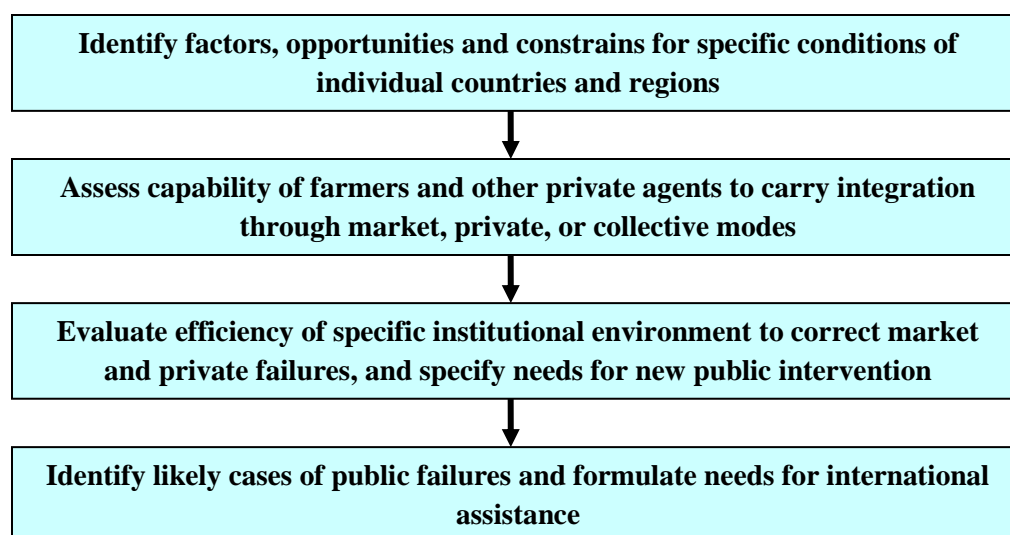 Identify factors, opportunities and constrains for specific conditions of
individual countries and regions
Assess capability of farmers and other private agents to carry integration
through market, private, or collective modes
Evaluate efficiency of specific institutional environment to correct market
and private failures, and specify needs for new public intervention
Identify likely cases of public failures and formulate needs for international
assistance